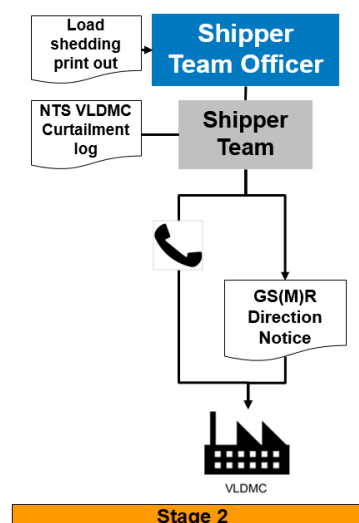 Load
shedding
print out
Shipper
Team Officer
NTS VLDMC
Curtailment
log
Shipper
Team
GS(M)R
Direction
Notice
VLDMC
Stage 2